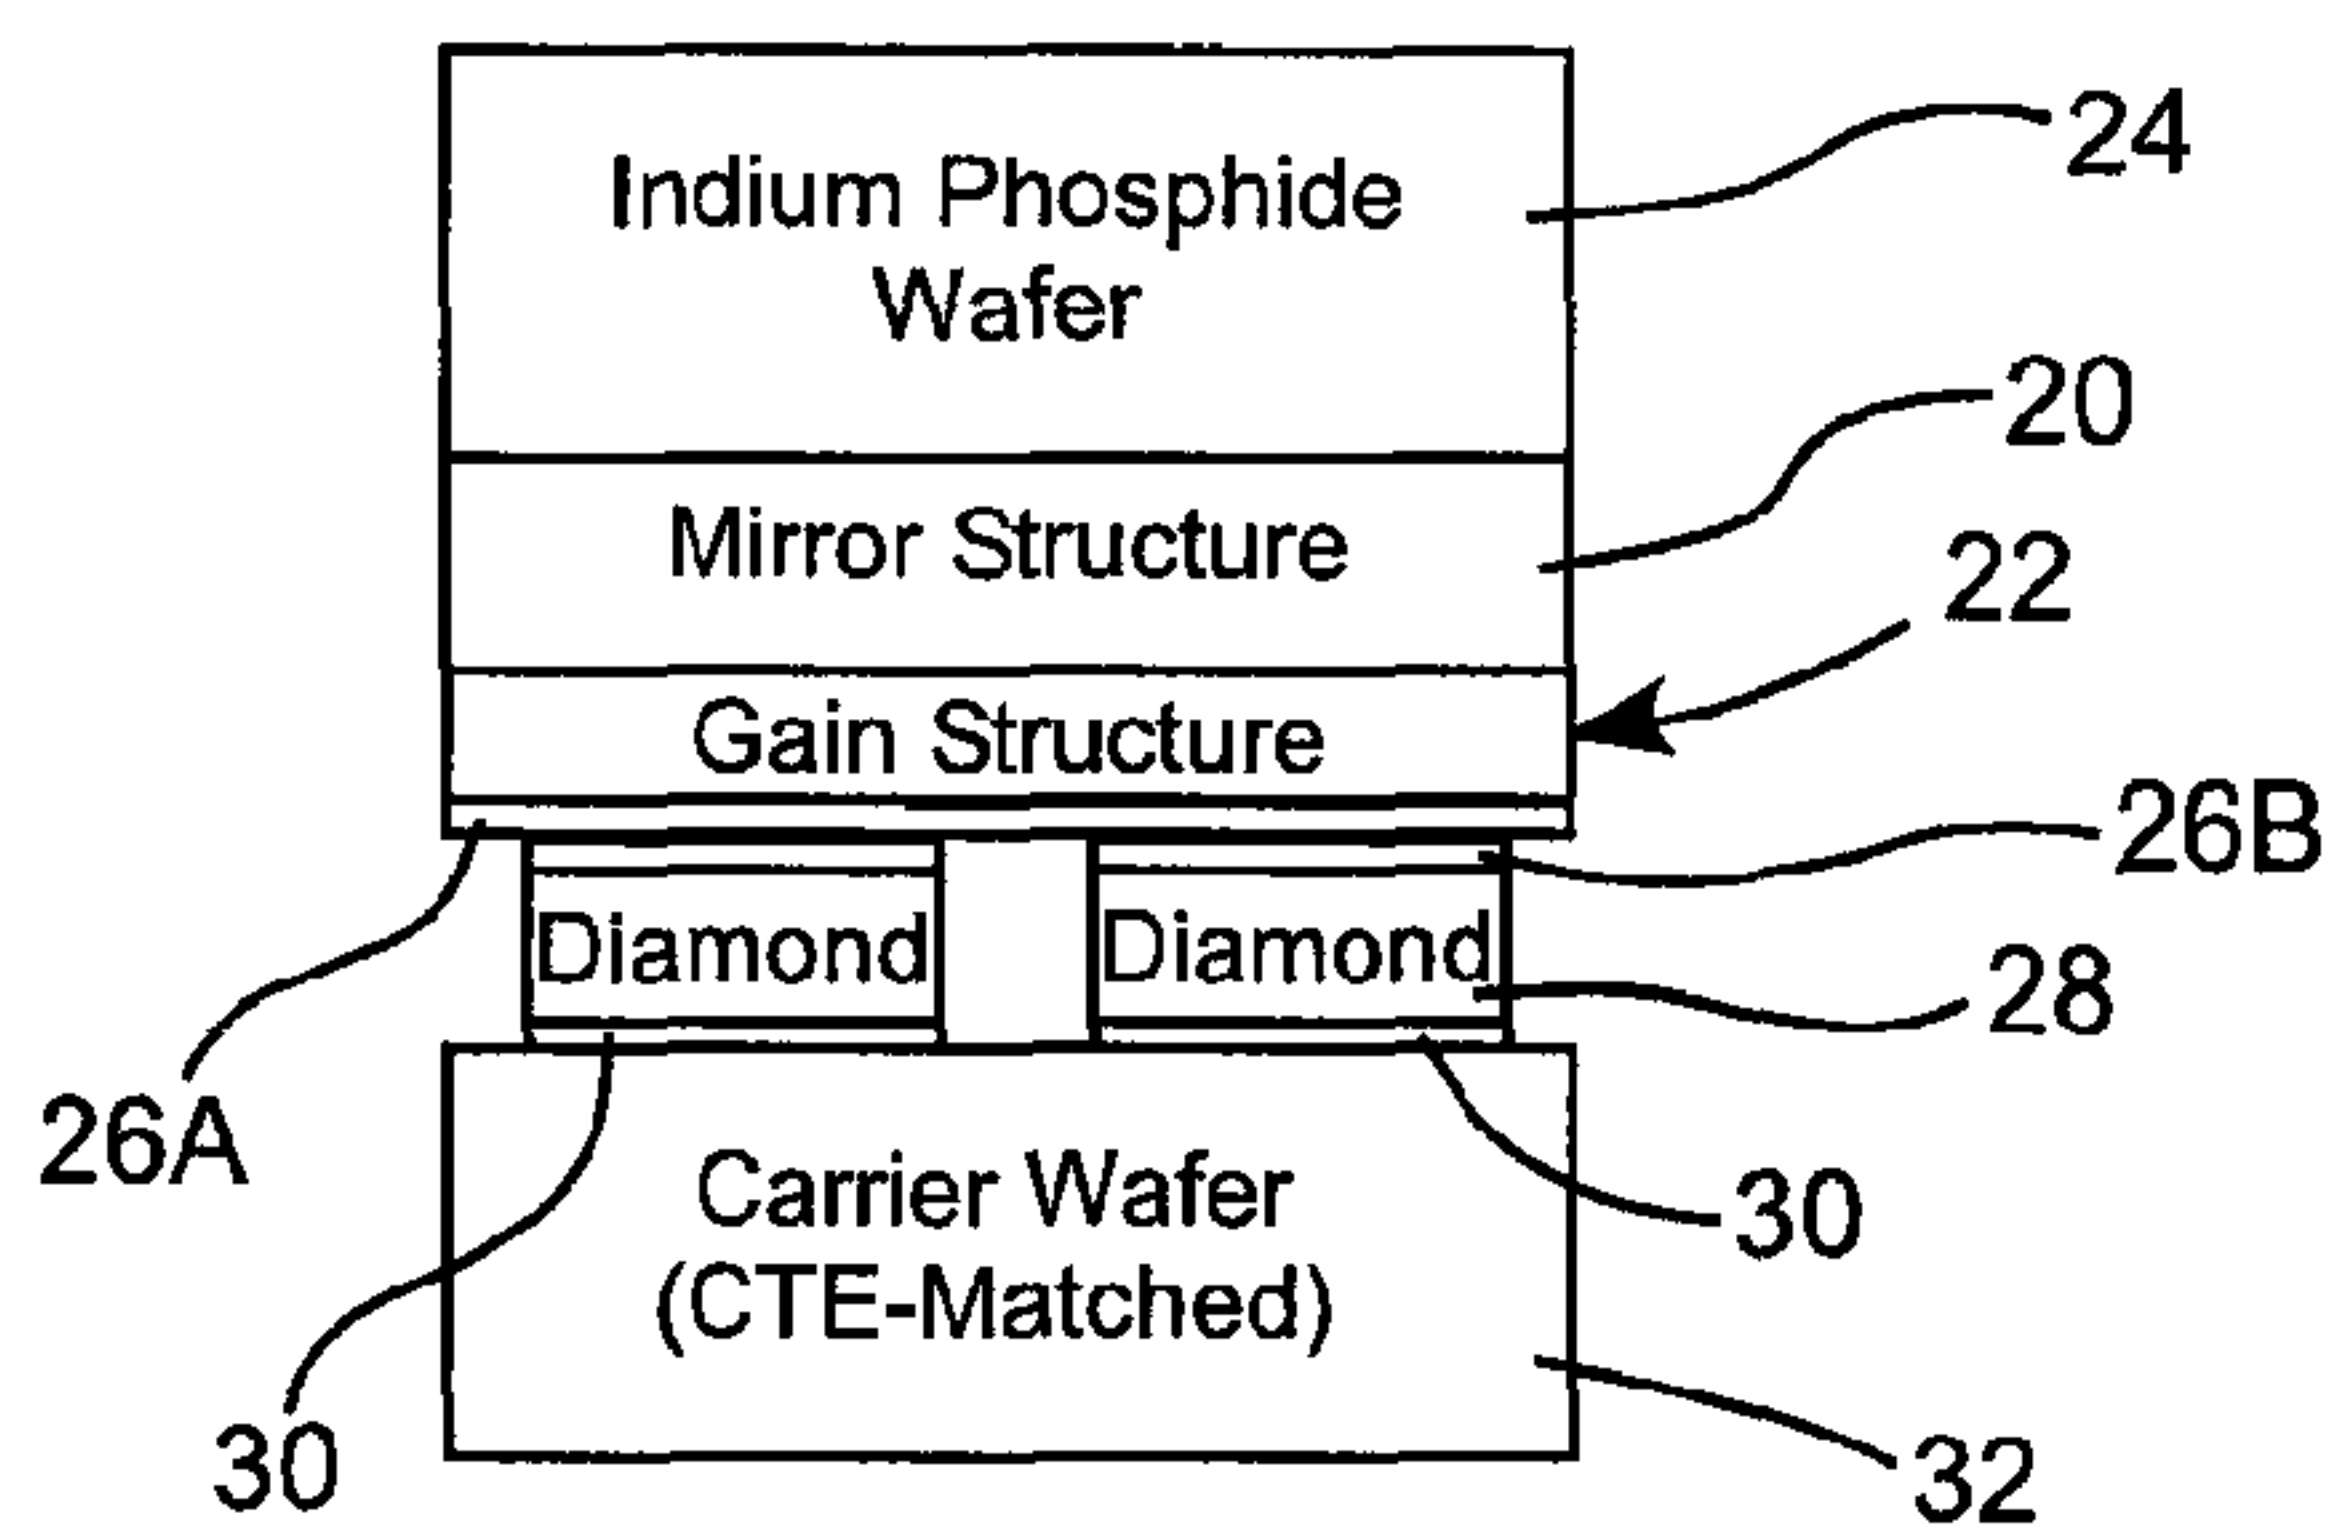 Indium Phosphide
Wafer
24
20
Mirror Structure
22
Gain Structure
26B
Diamond
Diamond
28
26A
Carrier Wafer
30
(CTE-Matched)
30
32